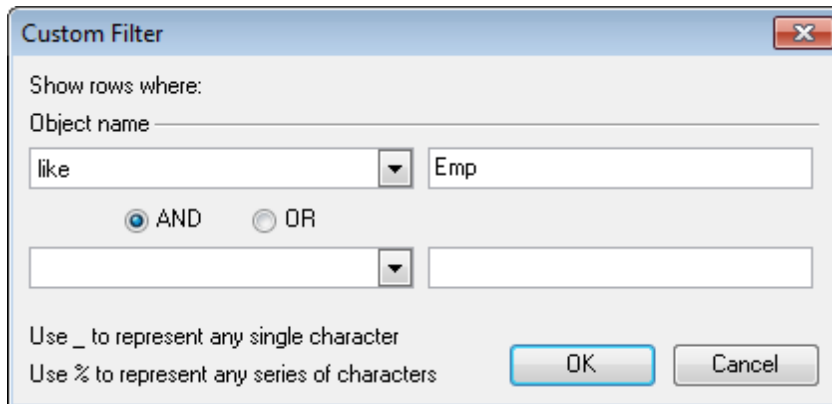 Custom Filter
Show rows where:
Object name
like Emp
AND OR
Use _ to represent any single character
Use % to represent any series of characters
OK Cancel